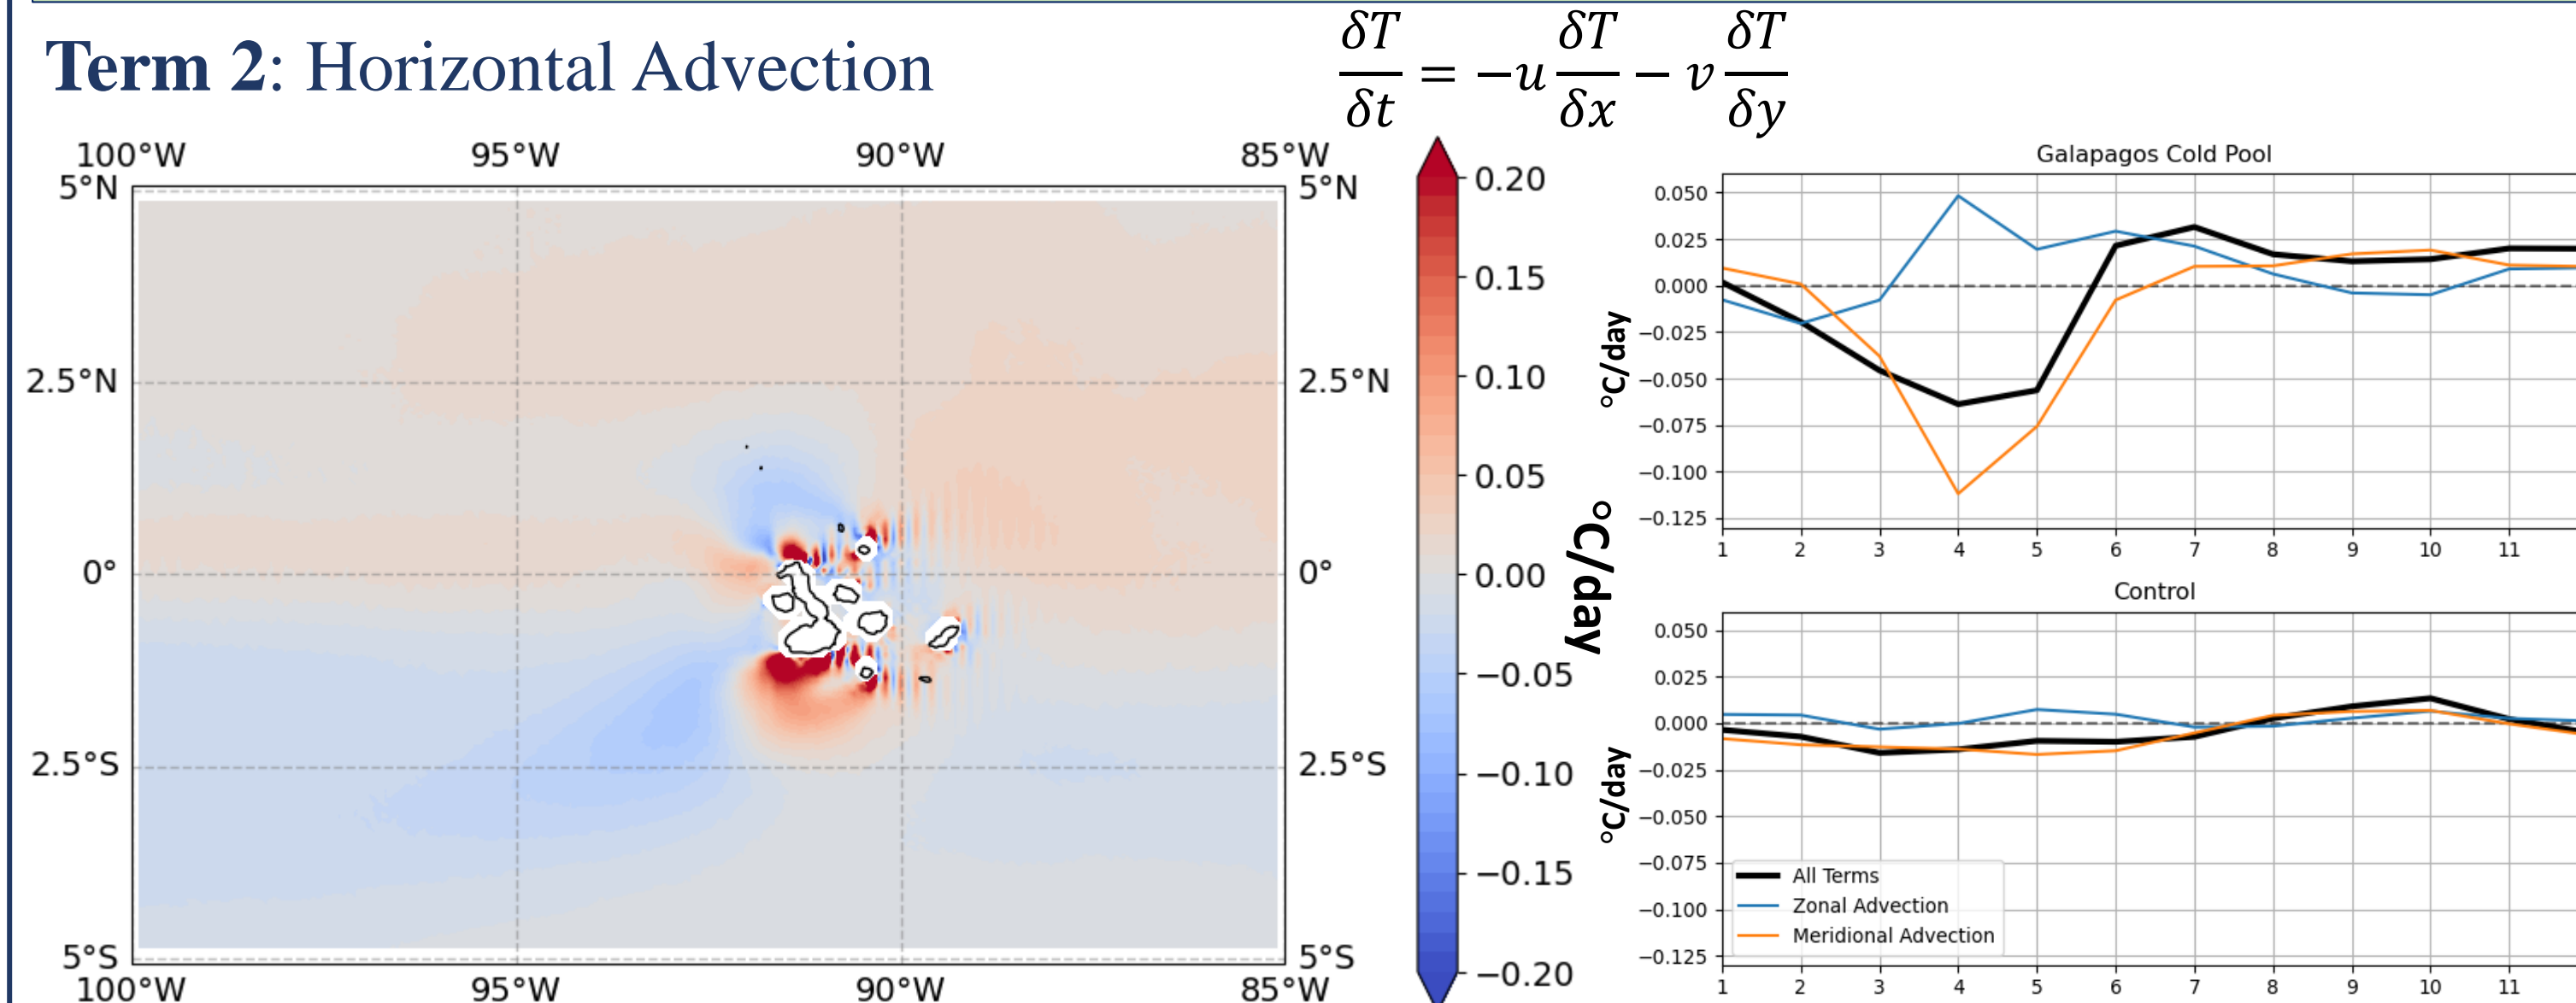 Term 2: Horizontal Advection
δT/δt = −u δT/δx − v δT/δy
100°W 95°W 90°W 85°W
5°N 5°N
2.5°N 2.5°N
0° 0°
2.5°S 2.5°S
5°S 5°S
100°W 95°W 90°W 85°W
0.20
0.15
0.10
0.05
0.00
−0.05
−0.10
−0.15
−0.20
°C/day
Galapagos Cold Pool
0.050
0.025
0.000
−0.025
−0.050
−0.075
−0.100
−0.125
°C/day
1 2 3 4 5 6 7 8 9 10 11
Control
0.050
0.025
0.000
−0.025
−0.050
−0.075
−0.100
−0.125
°C/day
All Terms
Zonal Advection
Meridional Advection
1 2 3 4 5 6 7 8 9 10 11